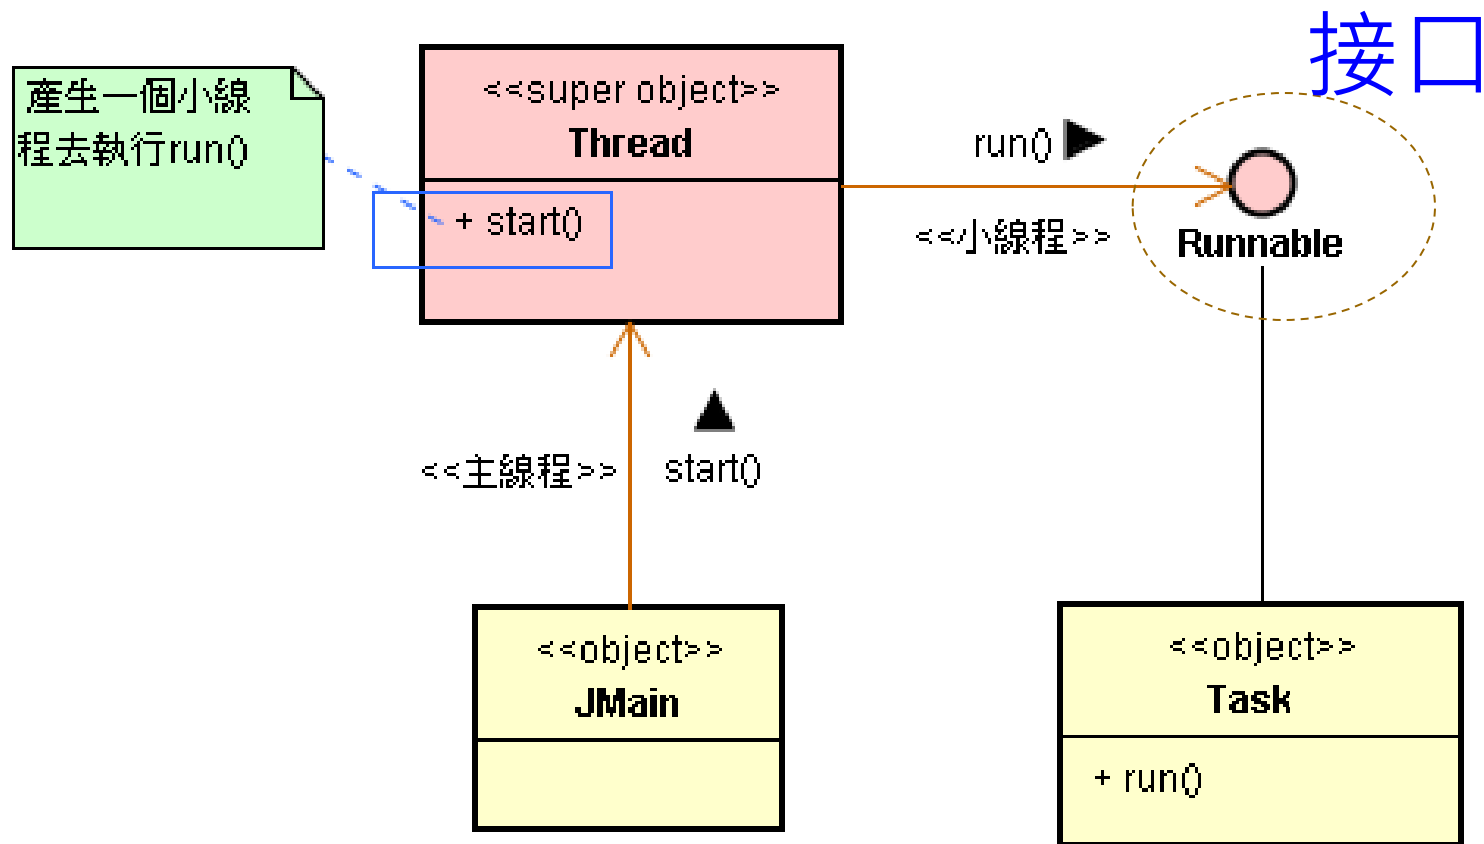 接口
產生一個小線
程去執行run()
<<super object>>
Thread
+ start()
run()
<<小線程>>
Runnable
<<主線程>>
start()
<<object>>
JMain
<<object>>
Task
+ run()